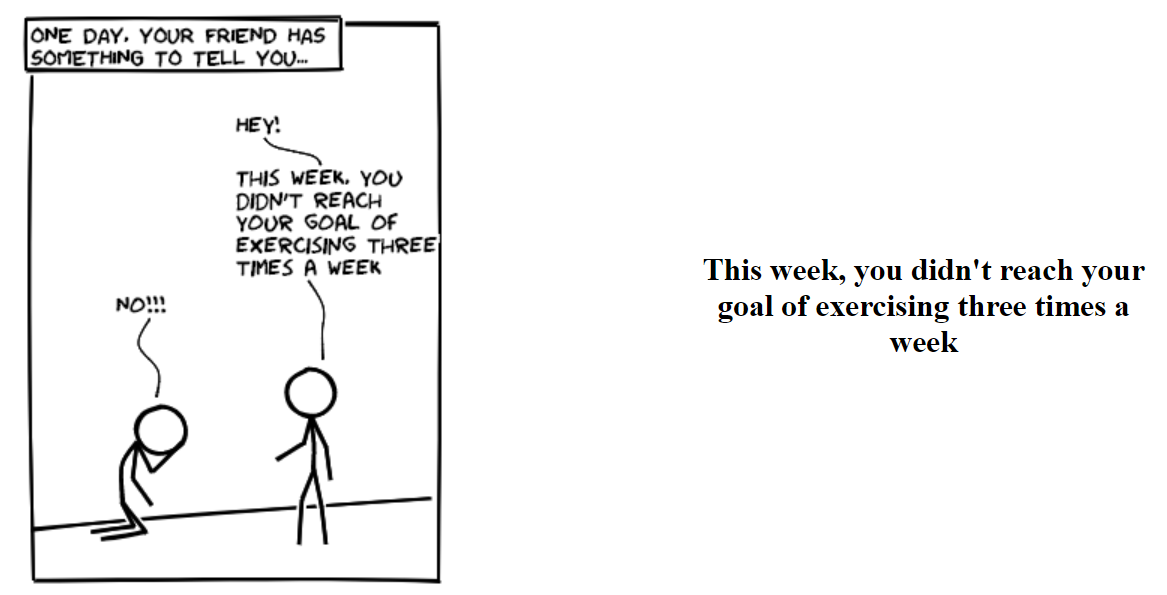 ONE DAY, YOUR FRIEND HAS
SOMETHING TO TELL YOU...
HEY!
THIS WEEK, YOU
DIDN'T REACH
YOUR GOAL OF
EXERCISING THREE
TIMES A WEEK
NO!!!
This week, you didn't reach your
goal of exercising three times a
week